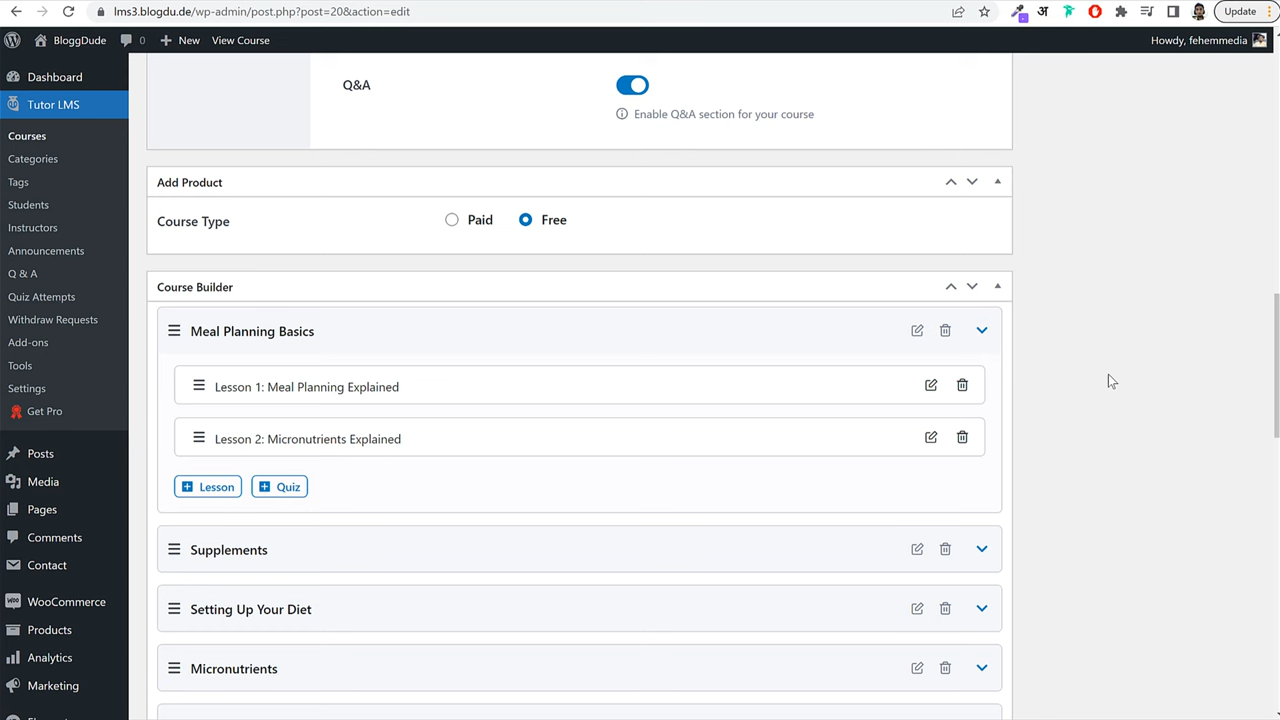 lms3.blogdu.de/wp-admin/post.php?post=20&action=edit
अ
Update
BloggDude
0
New
View Course
Howdy, fehemmedia
Dashboard
Tutor LMS
Courses
Categories
Tags
Students
Instructors
Announcements
Q & A
Quiz Attempts
Withdraw Requests
Add-ons
Tools
Settings
Get Pro
Posts
Media
Pages
Comments
Contact
WooCommerce
Products
Analytics
Marketing
Q&A
Enable Q&A section for your course
Add Product
Course Type
Paid
Free
Course Builder
Meal Planning Basics
Lesson 1: Meal Planning Explained
Lesson 2: Micronutrients Explained
Lesson
Quiz
Supplements
Setting Up Your Diet
Micronutrients